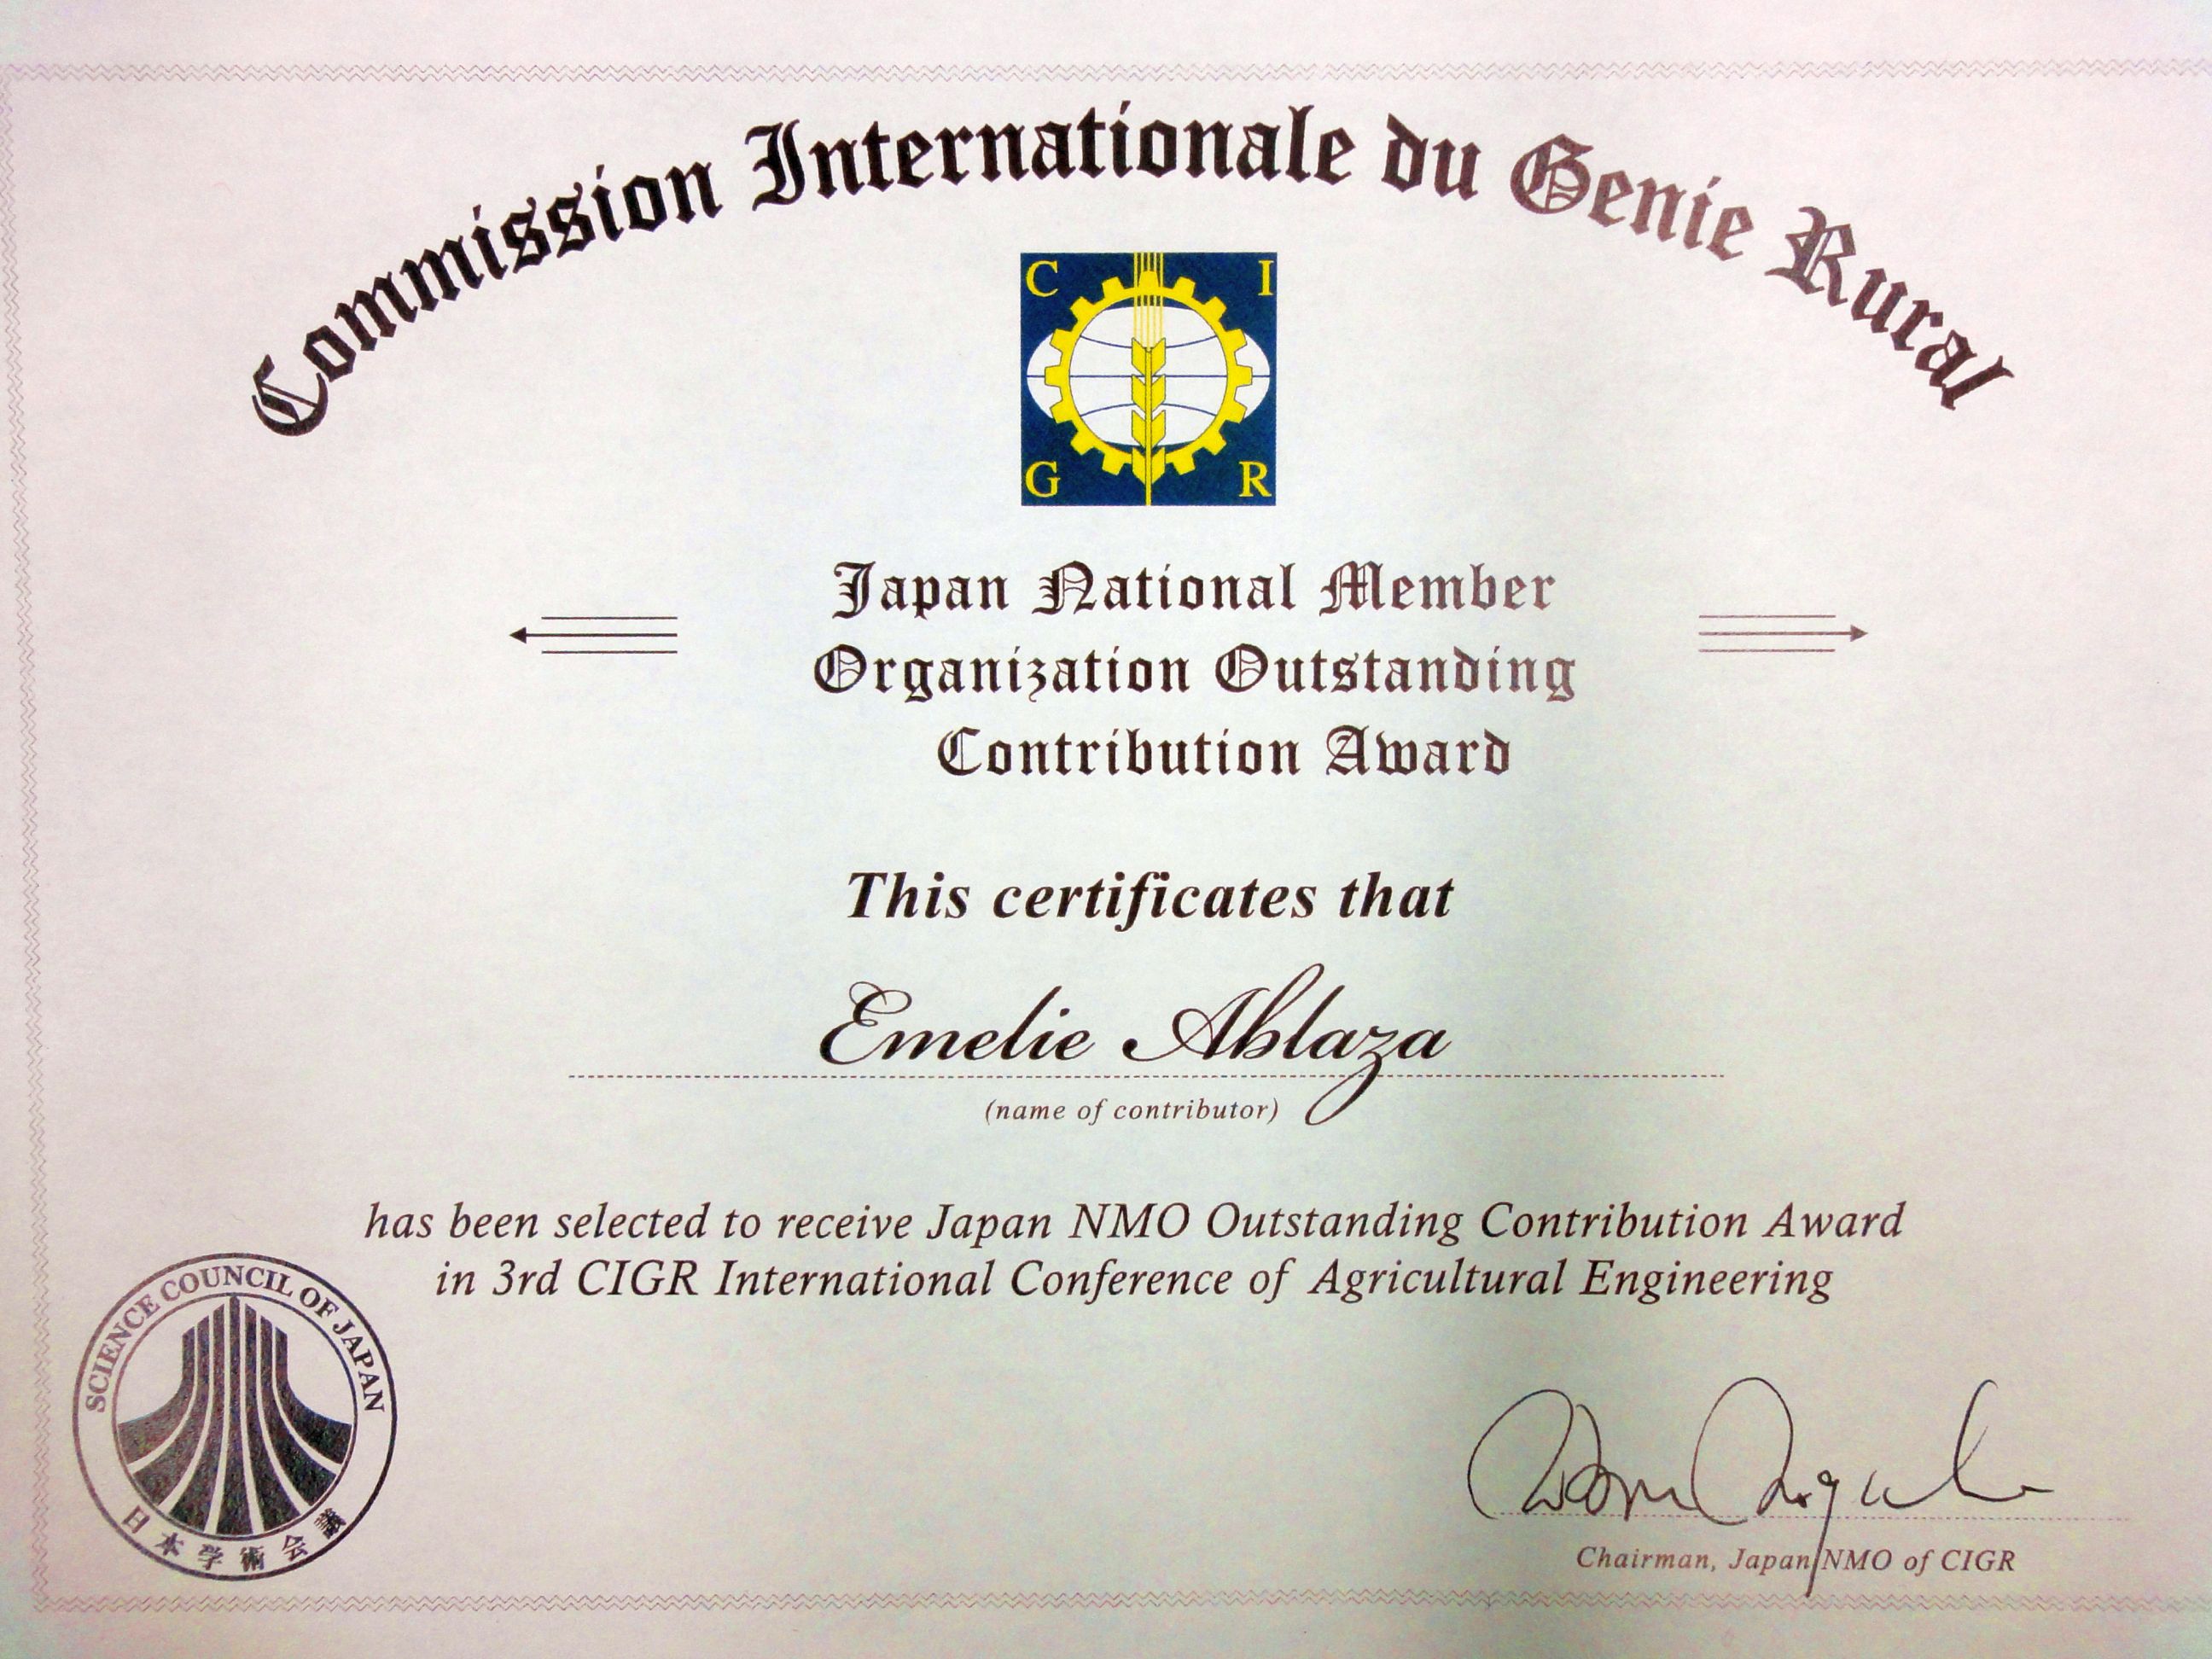 Commission Internationale du Genie Rural
C I
G R
Japan National Member
Organization Outstanding
Contribution Award
This certificates that
Emelie Ablaza
(name of contributor)
has been selected to receive Japan NMO Outstanding Contribution Award
in 3rd CIGR International Conference of Agricultural Engineering
SCIENCE COUNCIL OF JAPAN
日本学術会議
Chairman, Japan NMO of CIGR